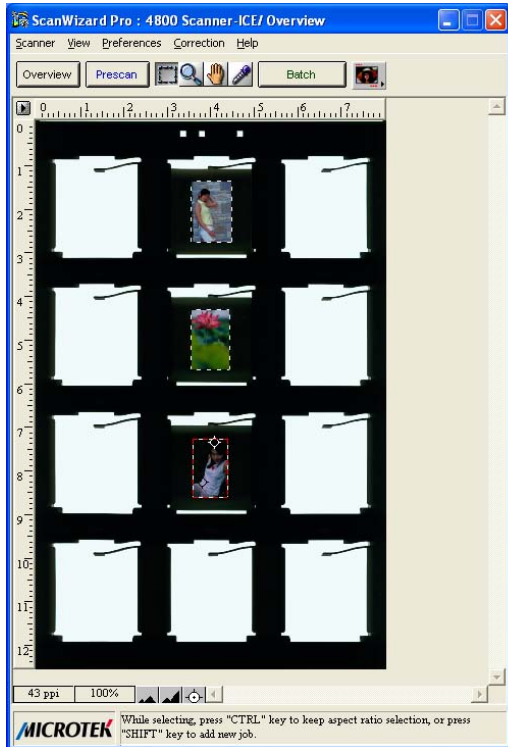 ScanWizard Pro : 4800 Scanner-ICE/ Overview
Scanner View Preferences Correction Help
Overview Prescan Batch
0 1 2 3 4 5 6 7
0
1
2
3
4
5
6
7
8
9
10
11
12
43 ppi 100%
MICROTEK
While selecting, press "CTRL" key to keep aspect ratio selection, or press
"SHIFT" key to add new job.